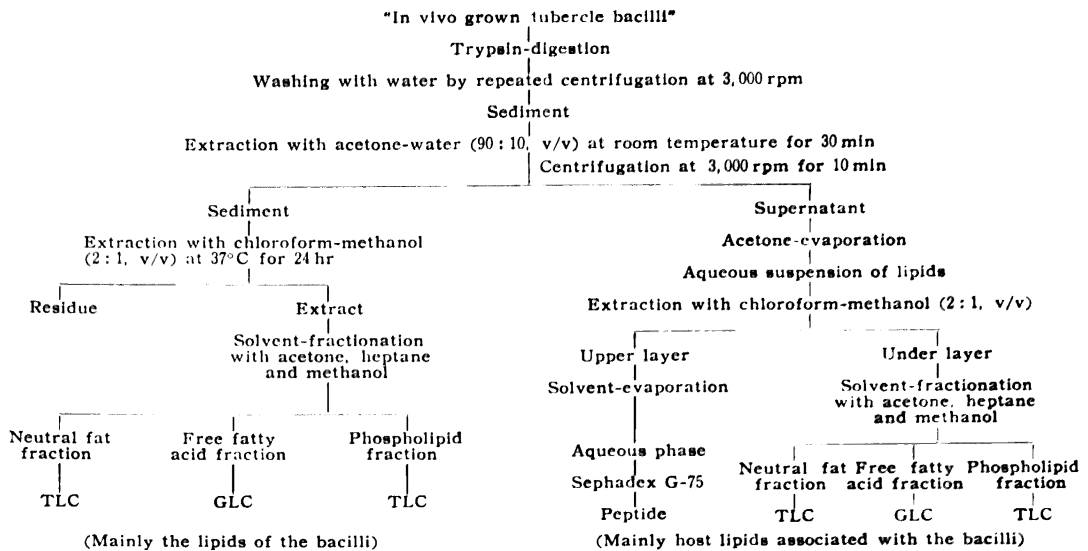 "In vivo grown tubercle bacilli"
Trypsin-digestion
Washing with water by repeated centrifugation at 3,000 rpm
Sediment
Extraction with acetone-water (90 : 10, v/v) at room temperature for 30 min
Centrifugation at 3,000 rpm for 10 min
Sediment
Extraction with chloroform-methanol
(2 : 1, v/v) at 37°C for 24 hr
Residue
Extract
Solvent-fractionation
with acetone, heptane
and methanol
Neutral fat
fraction
TLC
Free fatty
acid fraction
GLC
Phospholipid
fraction
TLC
(Mainly the lipids of the bacilli)
Supernatant
Acetone-evaporation
Aqueous suspension of lipids
Extraction with chloroform-methanol (2 : 1, v/v)
Upper layer
Solvent-evaporation
Aqueous phase
Sephadex G-75
Peptide
Under layer
Solvent-fractionation
with acetone, heptane
and methanol
Neutral fat
fraction
TLC
Free fatty
acid fraction
GLC
Phospholipid
fraction
TLC
(Mainly host lipids associated with the bacilli)